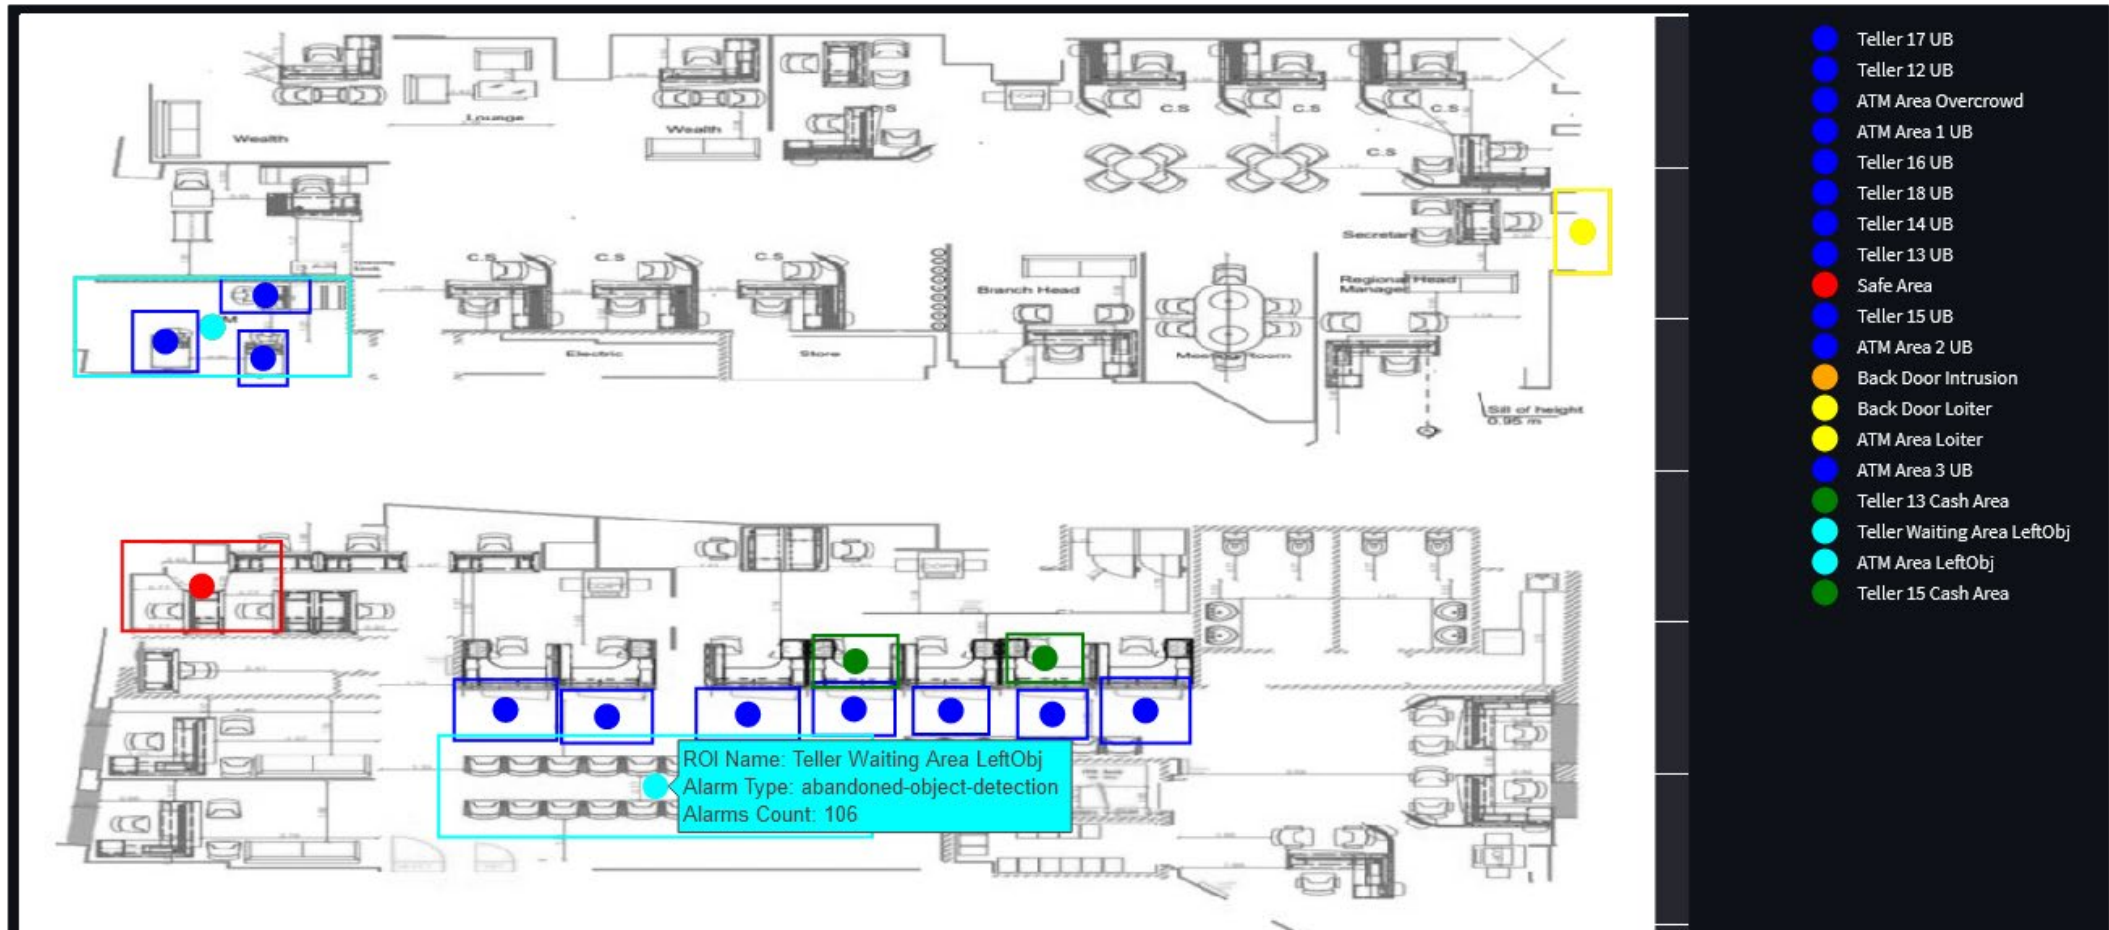 C.S
Lounge
Wealth
Wealth
C.S
C.S
C.S
C.S
Secretary
C.S
C.S
C.S
Branch Head
Regional Head
Manager
Electric
Store
Meeting Room
Sill of height
0.95 m
ROI Name: Teller Waiting Area LeftObj
Alarm Type: abandoned-object-detection
Alarms Count: 106
Teller 17 UB
Teller 12 UB
ATM Area Overcrowd
ATM Area 1 UB
Teller 16 UB
Teller 18 UB
Teller 14 UB
Teller 13 UB
Safe Area
Teller 15 UB
ATM Area 2 UB
Back Door Intrusion
Back Door Loiter
ATM Area Loiter
ATM Area 3 UB
Teller 13 Cash Area
Teller Waiting Area LeftObj
ATM Area LeftObj
Teller 15 Cash Area